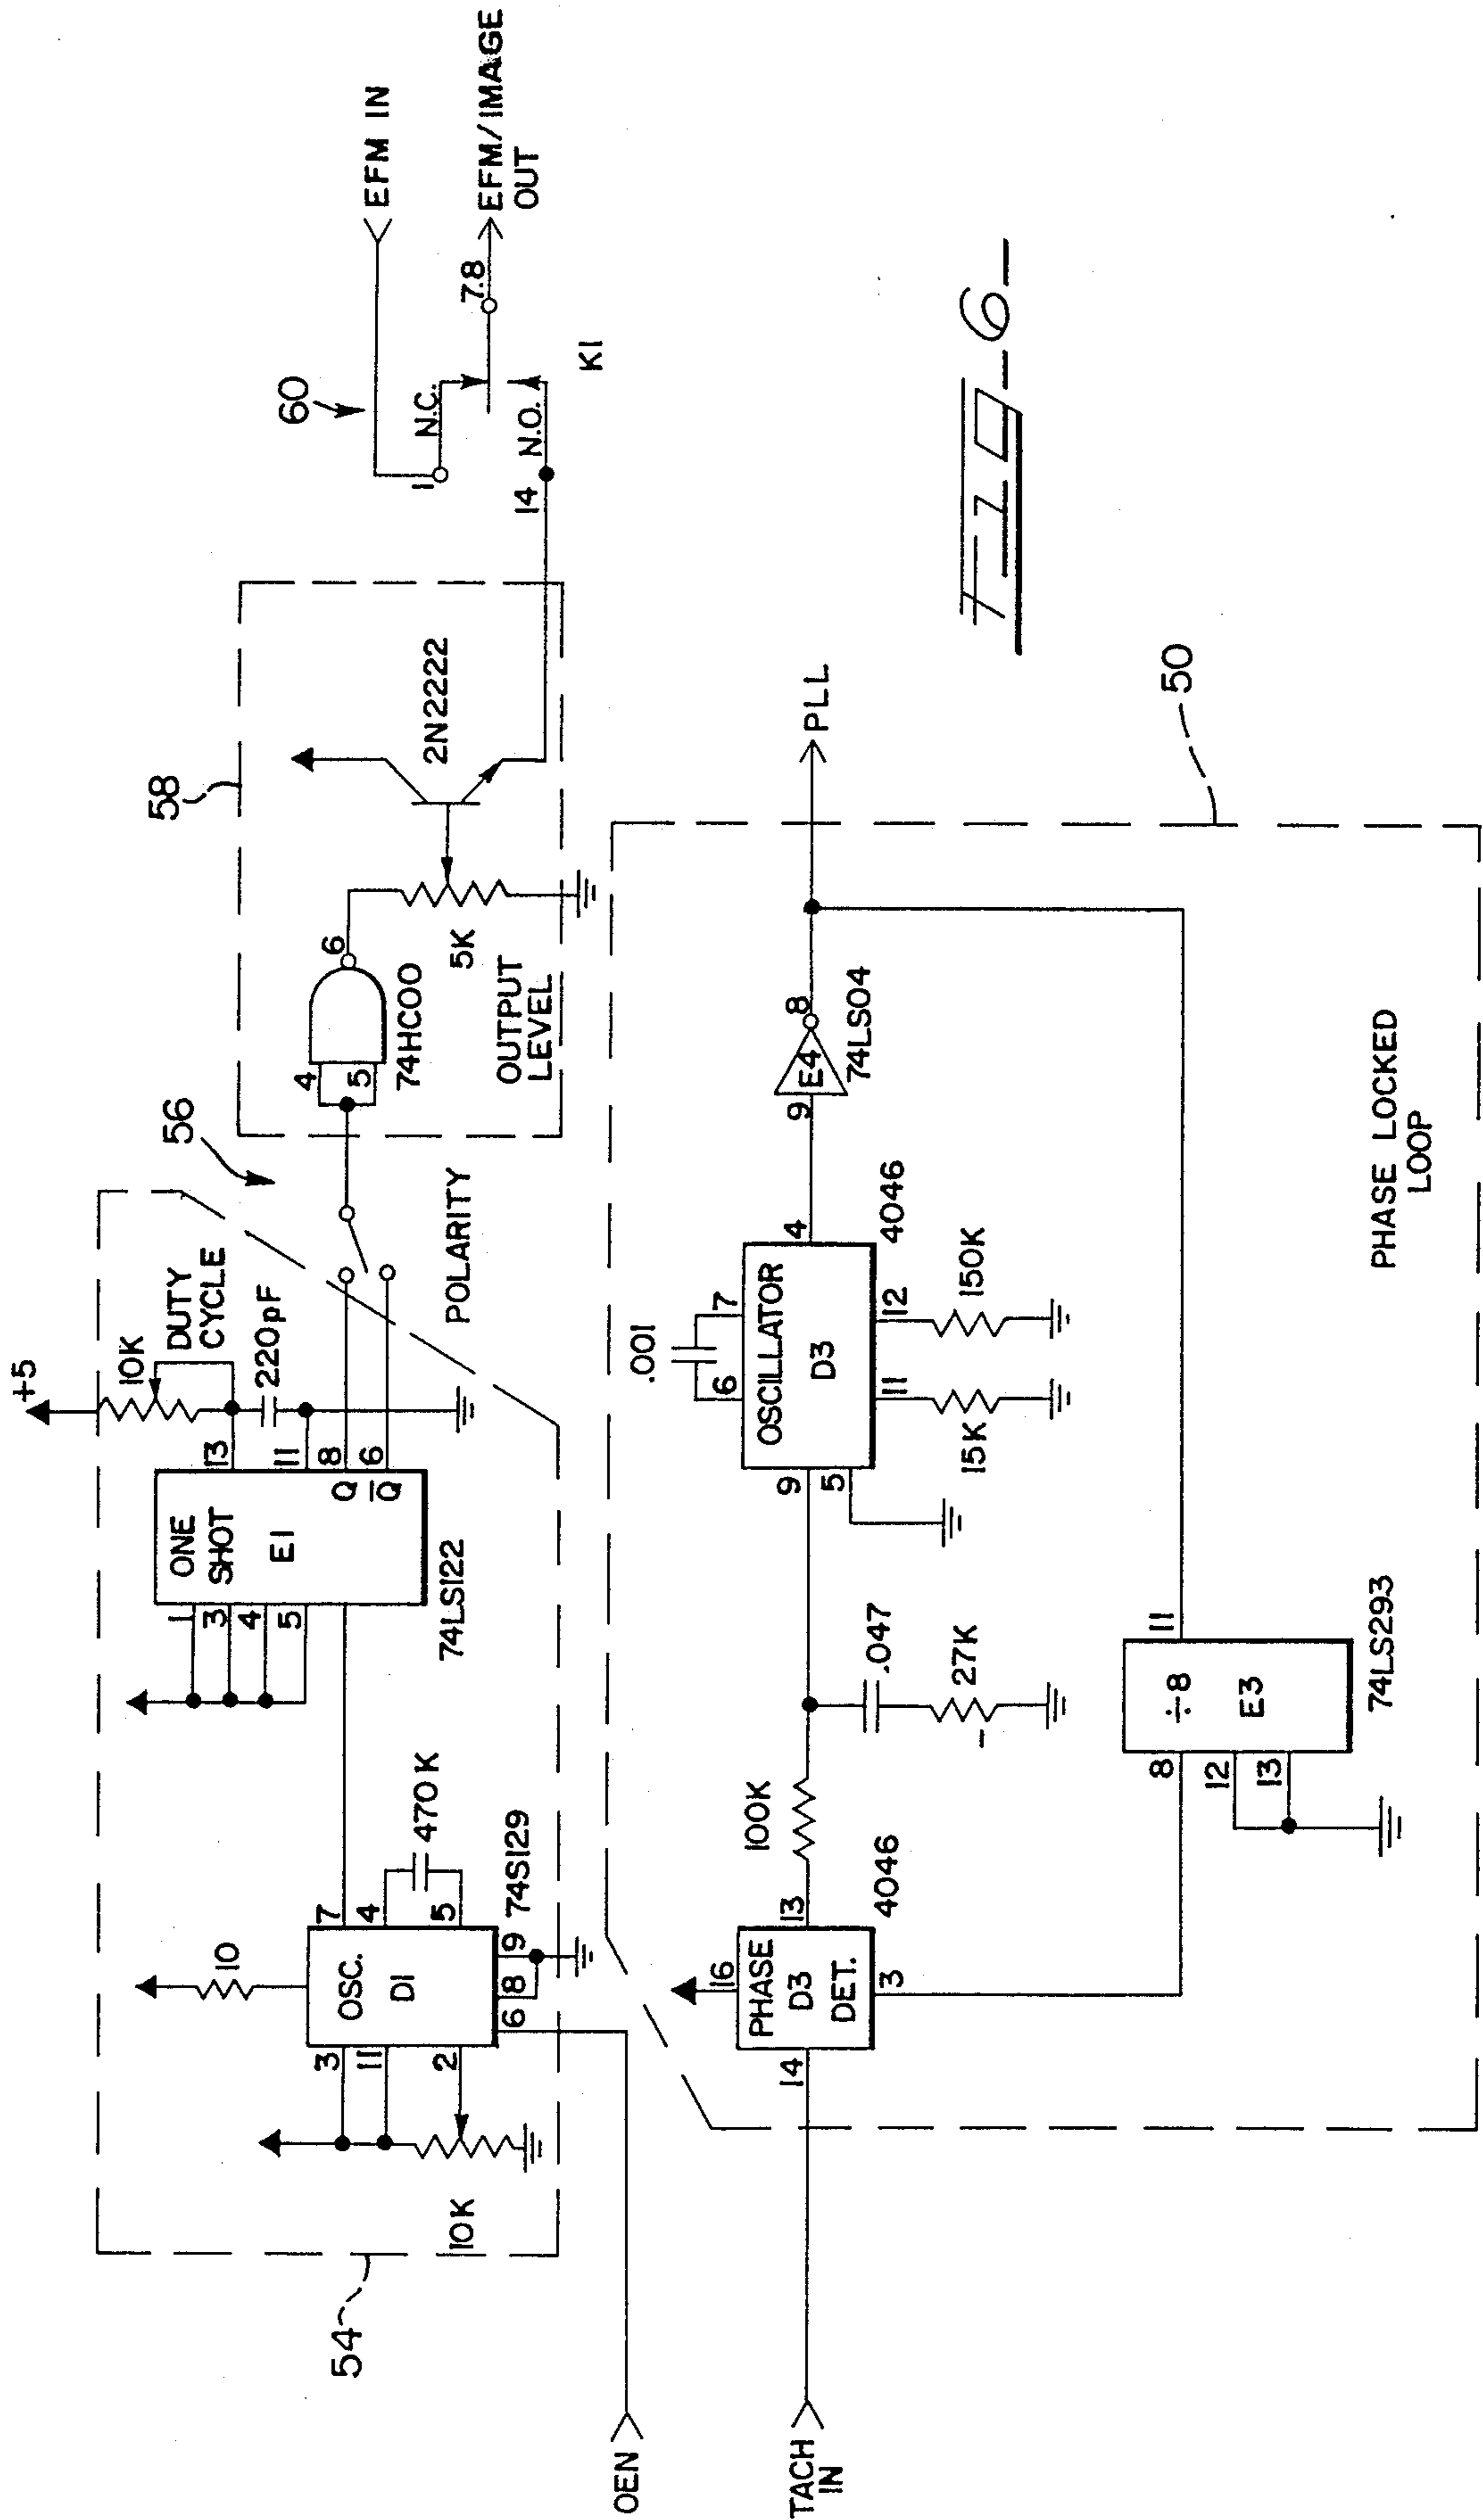 +5
10K
DUTY
CYCLE
220pF
13
11
8
6
Q
Q̅
ONE
SHOT
E1
1
3
4
5
74LS122
10
OSC.
D1
7
4
5
470K
74S129
3
11
2
6
8
9
10K
54
OEN
56
POLARITY
58
4
5
6
74HC00
5K
OUTPUT
LEVEL
2N2222
60
EFM IN
1
N.C.
N.O.
14
7.8
EFM/IMAGE
OUT
K1
TACH
IN
14
16
PHASE
D3
DET.
13
3
4046
100K
.047
27K
9
5
.001
6
7
OSCILLATOR
D3
4
11
12
4046
15K
150K
9
E4
8
74LS04
PLL
50
8
12
13
÷8
E3
11
74LS293
PHASE LOCKED
LOOP
FIG-6-